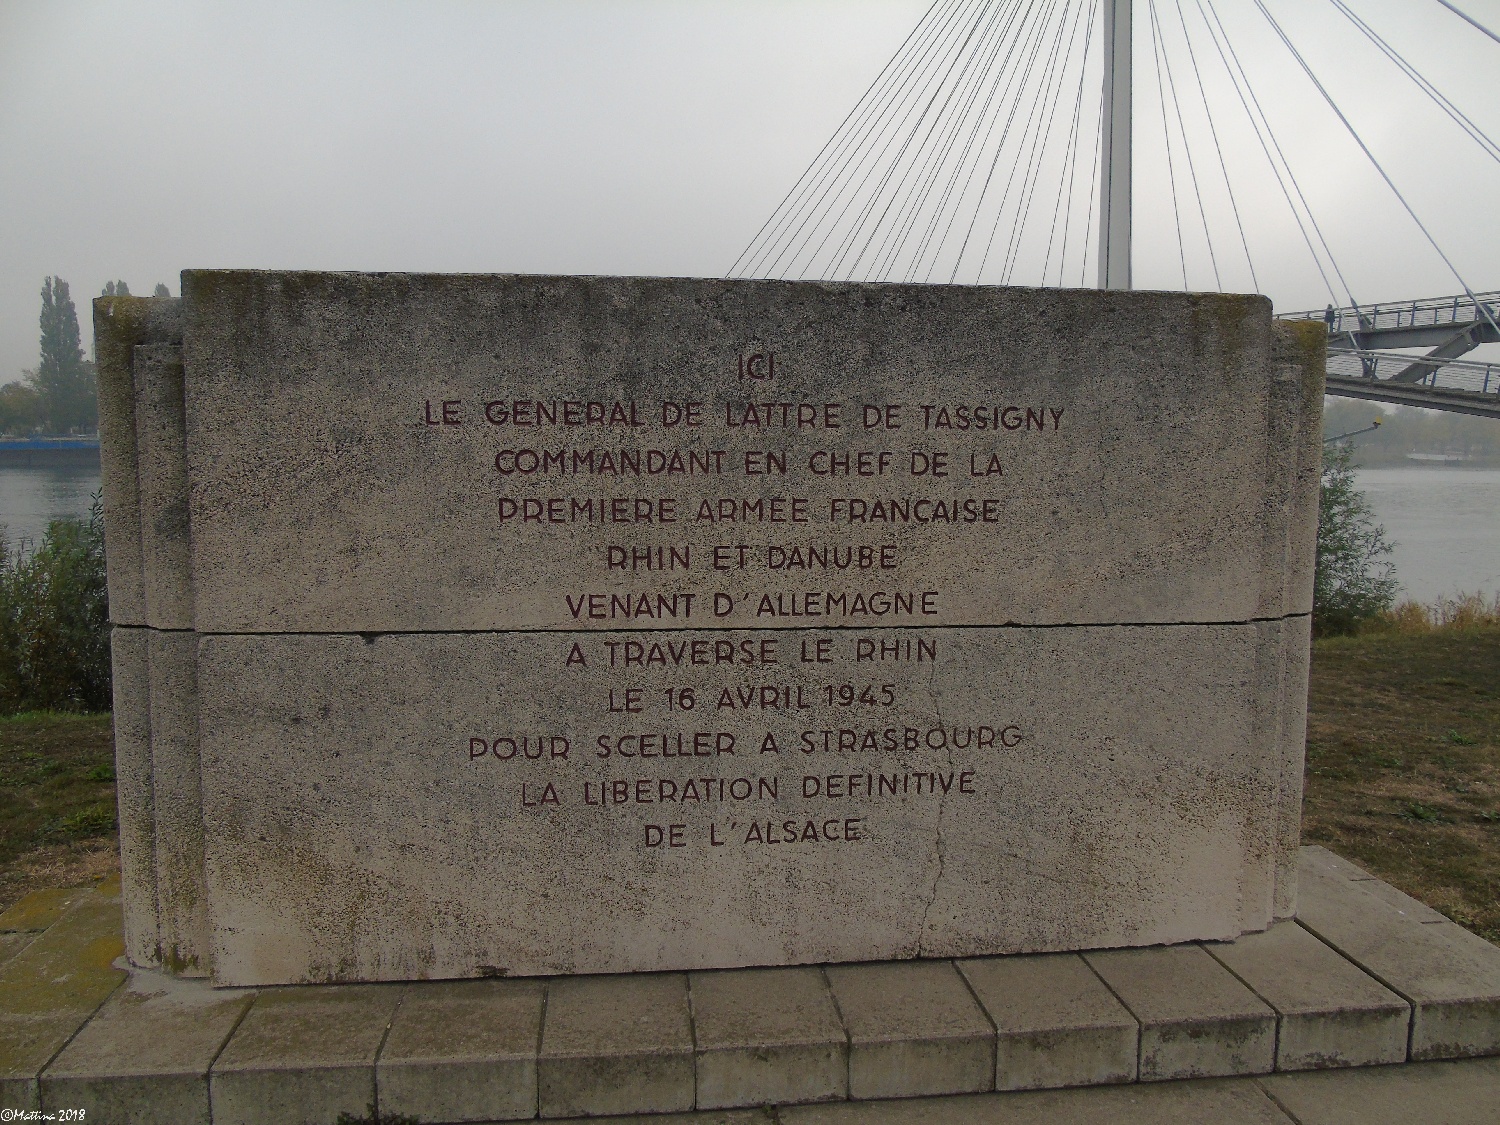 ICI
LE GENERAL DE LATTRE DE TASSIGNY
COMMANDANT EN CHEF DE LA
PREMIERE ARMÉE FRANÇAISE
RHIN ET DANUBE
VENANT D'ALLEMAGNE
A TRAVERSE LE RHIN
LE 16 AVRIL 1945
POUR SCELLER A STRASBOURG
LA LIBERATION DEFINITIVE
DE L'ALSACE
©Mattina 2018